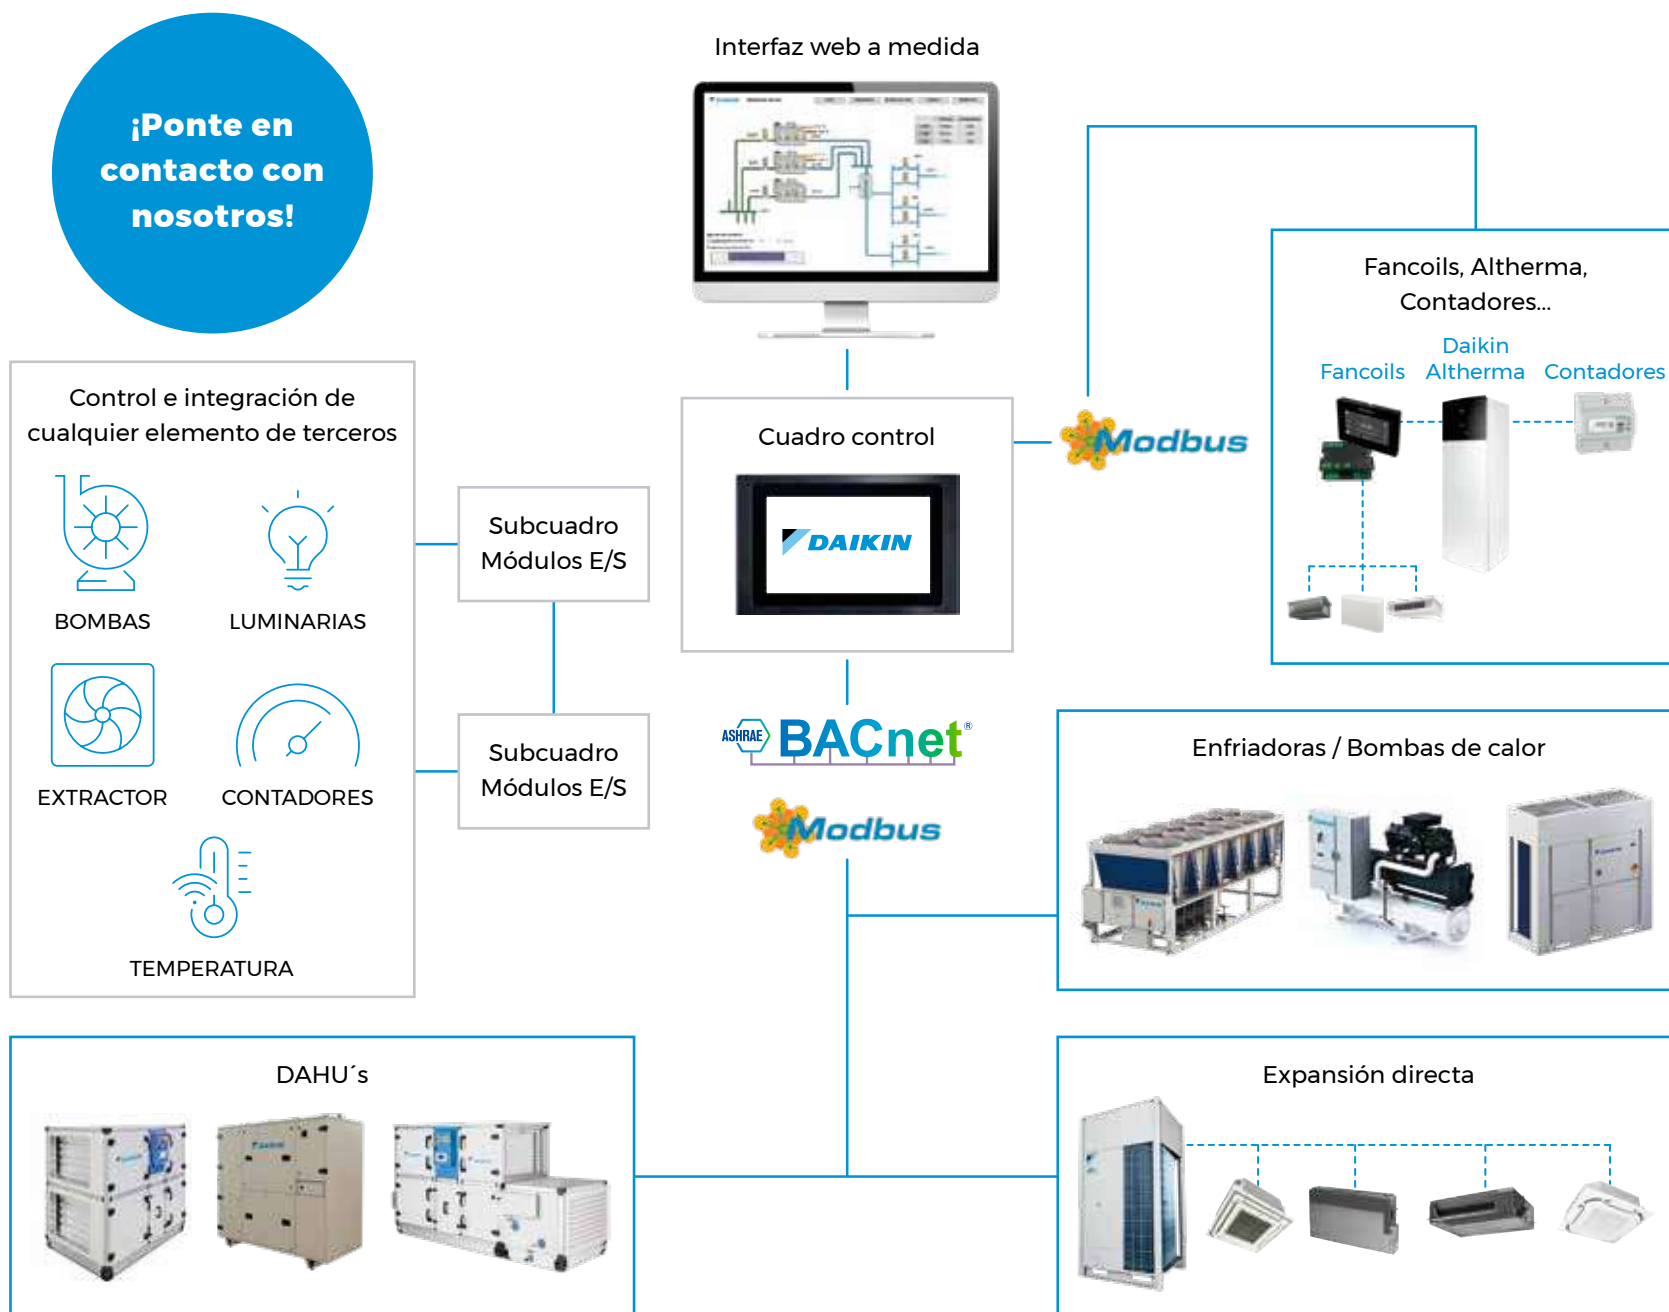 ¡Ponte en
contacto con
nosotros!
Interfaz web a medida
Fancoils, Altherma,
Contadores...
Fancoils
Daikin
Altherma
Contadores
Control e integración de
cualquier elemento de terceros
BOMBAS
LUMINARIAS
EXTRACTOR
CONTADORES
TEMPERATURA
Subcuadro
Módulos E/S
Subcuadro
Módulos E/S
Cuadro control
DAIKIN
Modbus
ASHRAE BACnet®
Modbus
Enfriadoras / Bombas de calor
DAHU´s
DAIKIN
Expansión directa